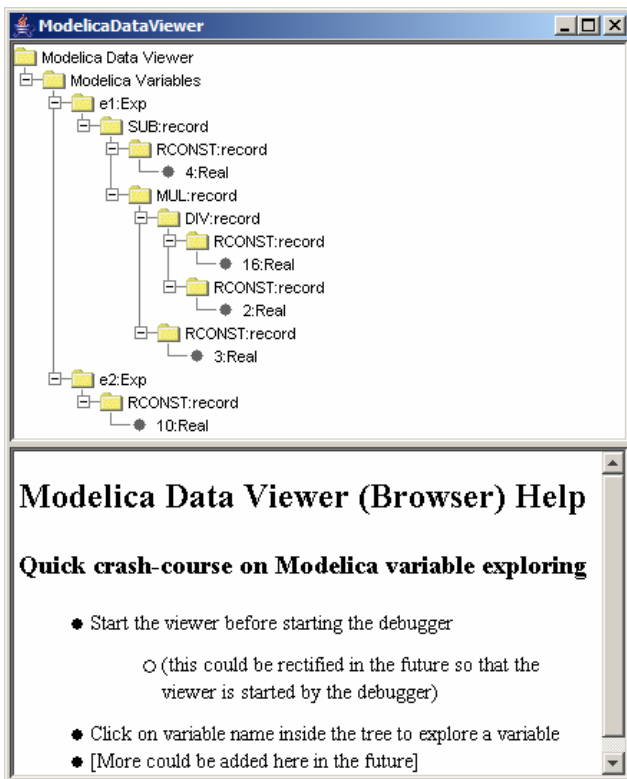 ModelicaDataViewer
Modelica Data Viewer
Modelica Variables
e1:Exp
SUB:record
RCONST:record
4:Real
MUL:record
DIV:record
RCONST:record
16:Real
RCONST:record
2:Real
RCONST:record
3:Real
e2:Exp
RCONST:record
10:Real
Modelica Data Viewer (Browser) Help
Quick crash-course on Modelica variable exploring
Start the viewer before starting the debugger
(this could be rectified in the future so that the
viewer is started by the debugger)
Click on variable name inside the tree to explore a variable
[More could be added here in the future]